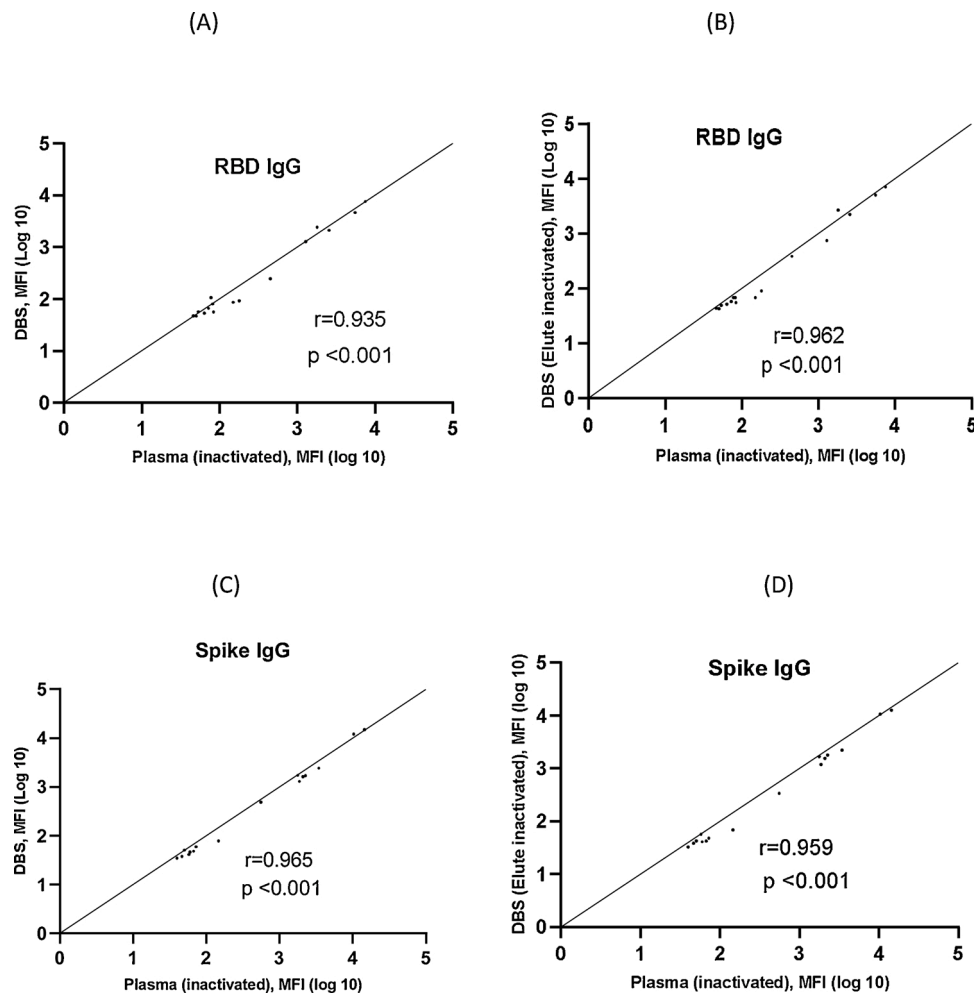 (A)
RBD IgG
DBS, MFI (Log 10)
5
4
3
2
1
0
r=0.935
p <0.001
0 1 2 3 4 5
Plasma (inactivated), MFI (log 10)
(B)
RBD IgG
DBS (Elute inactivated), MFI (Log 10)
5
4
3
2
1
0
r=0.962
p <0.001
0 1 2 3 4 5
Plasma (inactivated), MFI (log 10)
(C)
Spike IgG
DBS, MFI (Log 10)
5
4
3
2
1
0
r=0.965
p <0.001
0 1 2 3 4 5
Plasma (inactivated), MFI (log 10)
(D)
Spike IgG
DBS (Elute inactivated), MFI (log 10)
5
4
3
2
1
0
r=0.959
p <0.001
0 1 2 3 4 5
Plasma (inactivated), MFI (log 10)